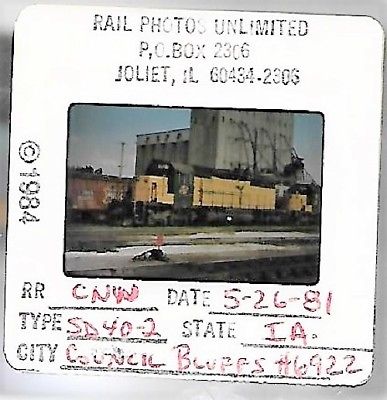 RAIL PHOTOS UNLIMITED
P.O.BOX 2306
JOLIET, IL 60434-2306
© 1984
RR CNW DATE 5-26-81
TYPE SD40-2 STATE IA.
CITY COUNCIL BLUFFS #6922